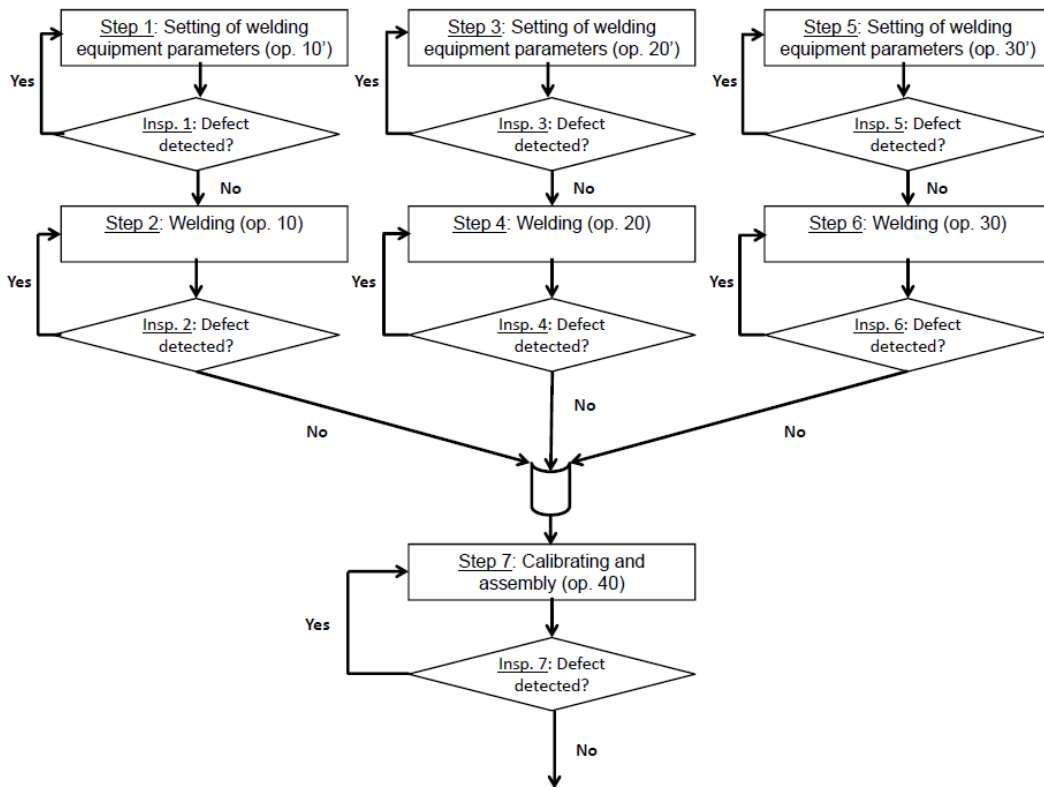 Step 1: Setting of welding
equipment parameters (op. 10')
Yes
Insp. 1: Defect
detected?
No
Step 2: Welding (op. 10)
Yes
Insp. 2: Defect
detected?
No
Step 3: Setting of welding
equipment parameters (op. 20')
Yes
Insp. 3: Defect
detected?
No
Step 4: Welding (op. 20)
Yes
Insp. 4: Defect
detected?
No
Step 5: Setting of welding
equipment parameters (op. 30')
Yes
Insp. 5: Defect
detected?
No
Step 6: Welding (op. 30)
Yes
Insp. 6: Defect
detected?
No
Step 7: Calibrating and
assembly (op. 40)
Yes
Insp. 7: Defect
detected?
No